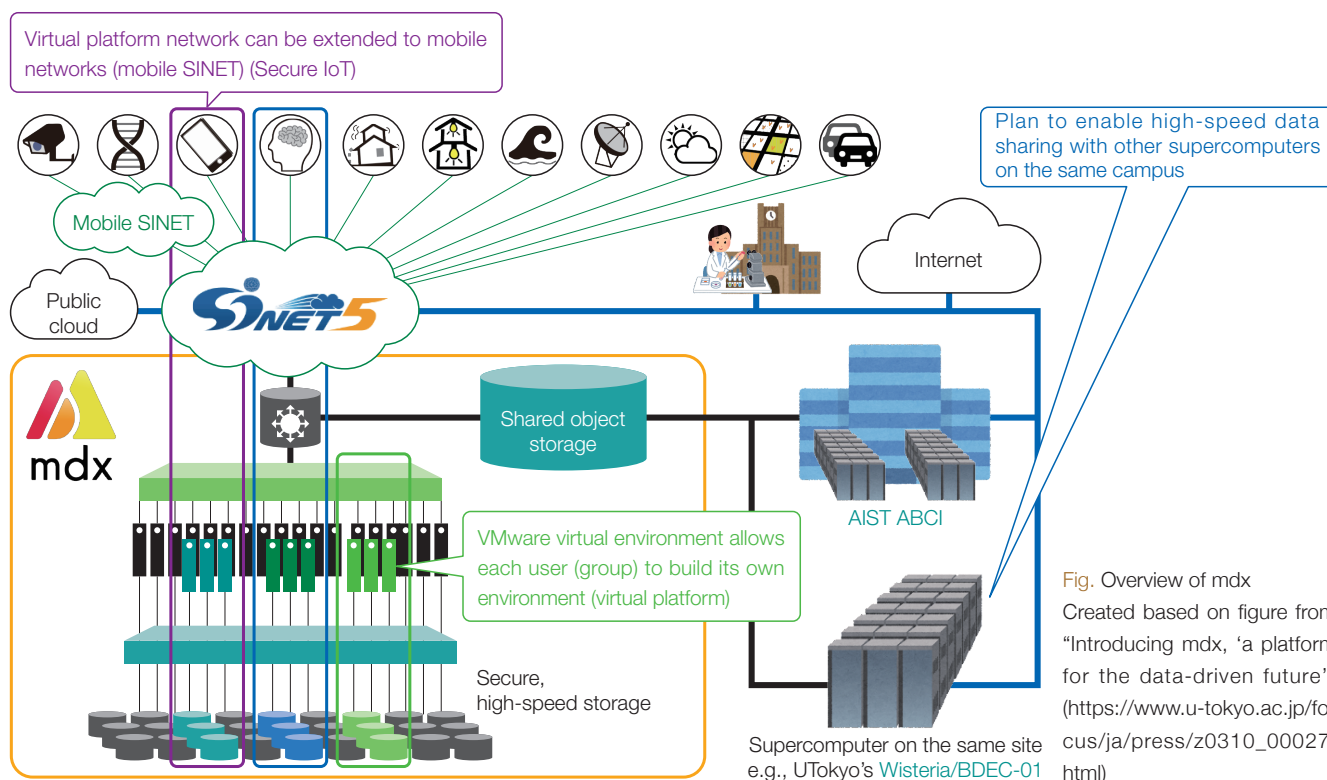 Virtual platform network can be extended to mobile
networks (mobile SINET) (Secure IoT)
Plan to enable high-speed data
sharing with other supercomputers
on the same campus
Mobile SINET
Public
cloud
SINET5
Internet
mdx
Shared object
storage
AIST ABCI
VMware virtual environment allows
each user (group) to build its own
environment (virtual platform)
Secure,
high-speed storage
Supercomputer on the same site
e.g., UTokyo's Wisteria/BDEC-01
Fig. Overview of mdx
Created based on figure from
“Introducing mdx, ‘a platform
for the data-driven future’
(https://www.u-tokyo.ac.jp/fo
cus/ja/press/z0310_00027
html)